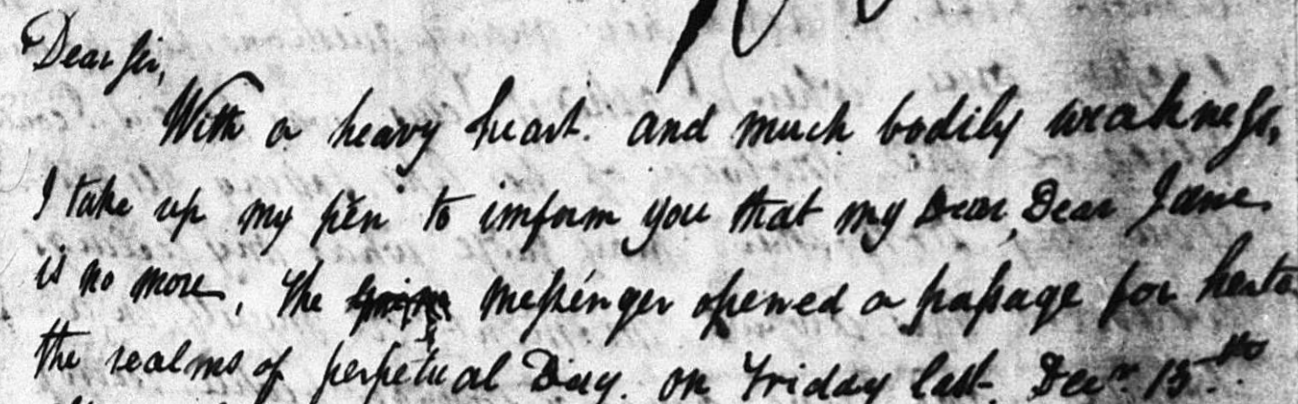 Dear Sir,
With a heavy heart. and much bodily weakness,
I take up my pen to imform you that my Dear, Dear Jane
is no more, The messenger opened a passage for her to
the realms of perpetual Day. on Friday last. Decr. 15th